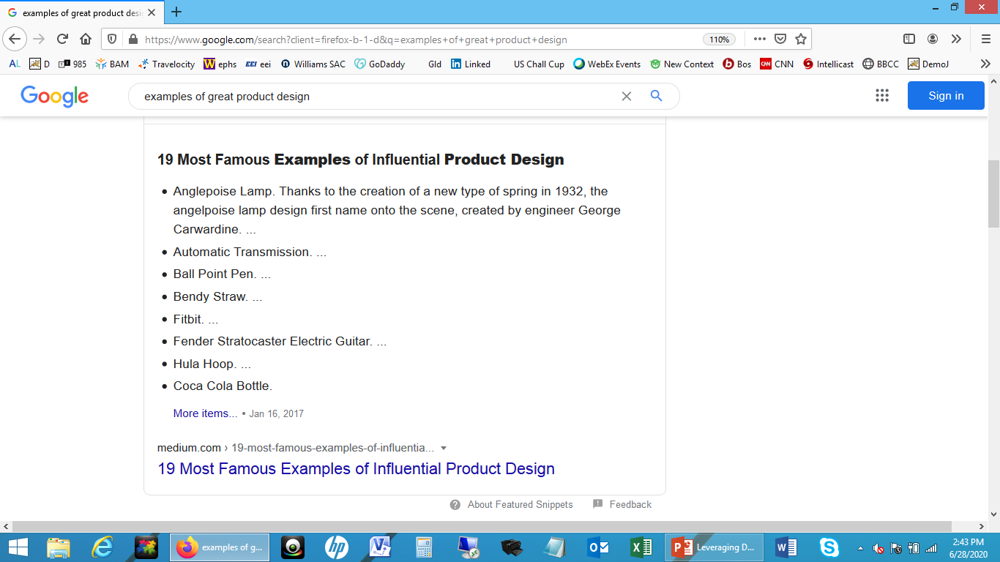 examples of great product desi
https://www.google.com/search?client=firefox-b-1-d&q=examples+of+great+product+design
110%
AL D 985 BAM Travelocity ephs EEI eei Williams SAC GoDaddy Gld Linked US Chall Cup WebEx Events New Context Bos CNN CNN Intellicast BBCC DemoJ
Google
examples of great product design
Sign in
19 Most Famous Examples of Influential Product Design
Anglepoise Lamp. Thanks to the creation of a new type of spring in 1932, the
angelpoise lamp design first name onto the scene, created by engineer George
Carwardine. ...
Automatic Transmission. ...
Ball Point Pen. ...
Bendy Straw. ...
Fitbit. ...
Fender Stratocaster Electric Guitar. ...
Hula Hoop. ...
Coca Cola Bottle.
More items... • Jan 16, 2017
medium.com › 19-most-famous-examples-of-influentia...
19 Most Famous Examples of Influential Product Design
About Featured Snippets Feedback
examples of g...
Leveraging D...
2:43 PM
6/28/2020